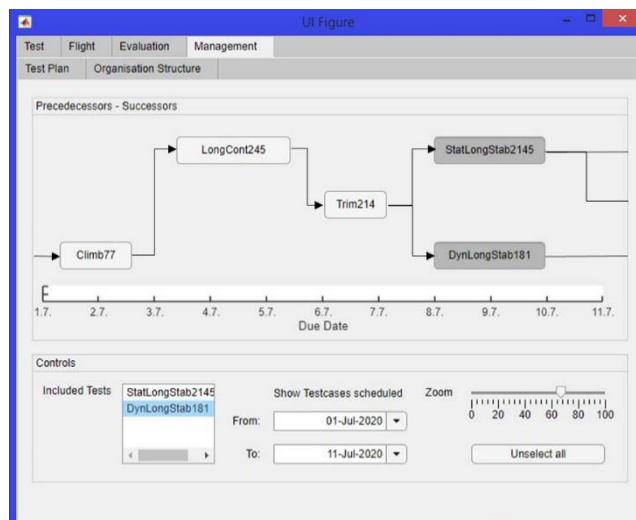 UI Figure
Test Flight Evaluation Management
Test Plan Organisation Structure
Precedecessors - Successors
LongCont245 StatLongStab2145
Trim214
Climb77 DynLongStab181
1.7. 2.7. 3.7. 4.7. 5.7. 6.7. 7.7. 8.7. 9.7. 10.7. 11.7.
Due Date
Controls
Included Tests StatLongStab2145 Show Testcases scheduled Zoom
DynLongStab181
0 20 40 60 80 100
From: 01-Jul-2020
To: 11-Jul-2020 Unselect all